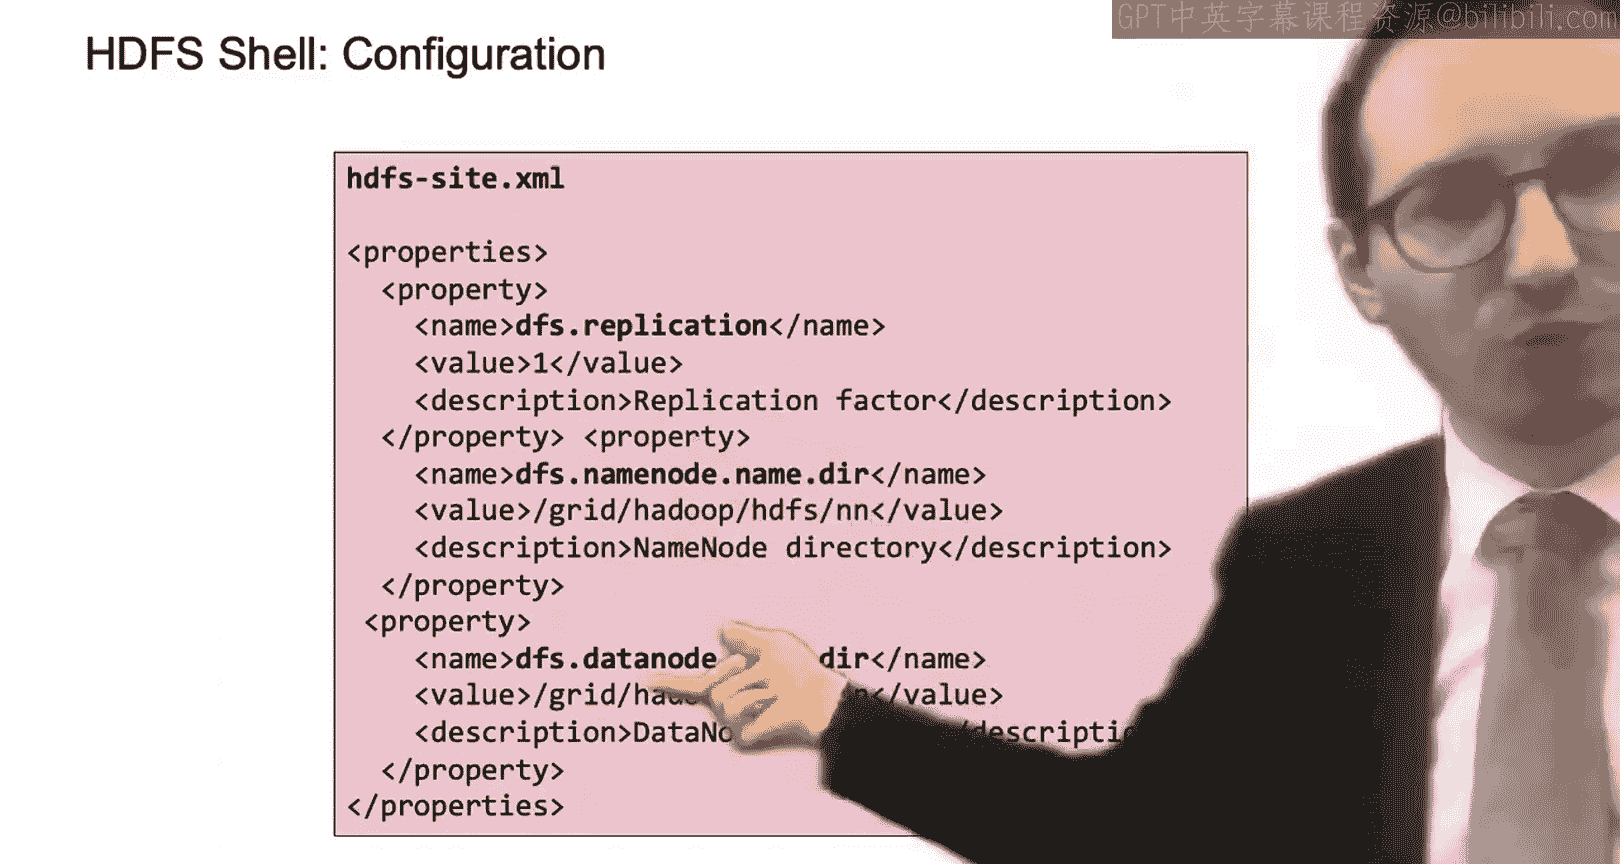 GPT中英字幕课程资源@bilibili.com
HDFS Shell: Configuration
hdfs-site.xml
<properties>
<property>
<name>dfs.replication</name>
<value>1</value>
<description>Replication factor</description>
</property> <property>
<name>dfs.namenode.name.dir</name>
<value>/grid/hadoop/hdfs/nn</value>
<description>NameNode directory</description>
</property>
<property>
<name>dfs.datanode dir</name>
<value>/grid/ </value>
<description>
</property>
</properties>